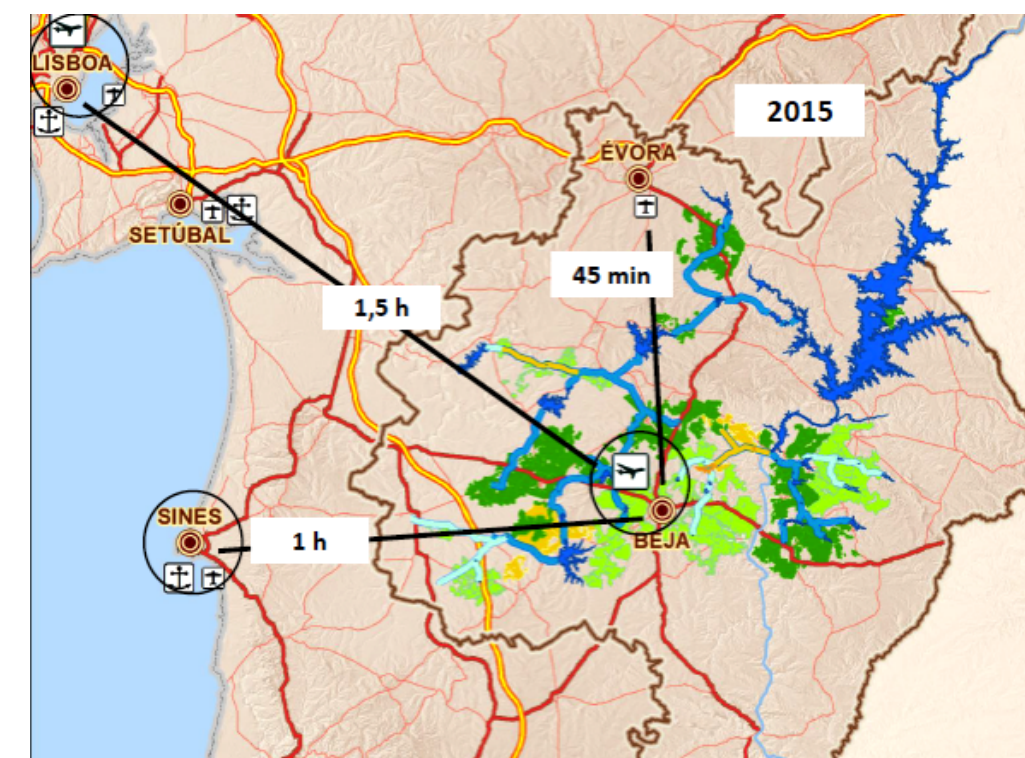 LISBOA
2015
ÉVORA
SETÚBAL
45 min
1,5 h
SINES
1 h
BEJA